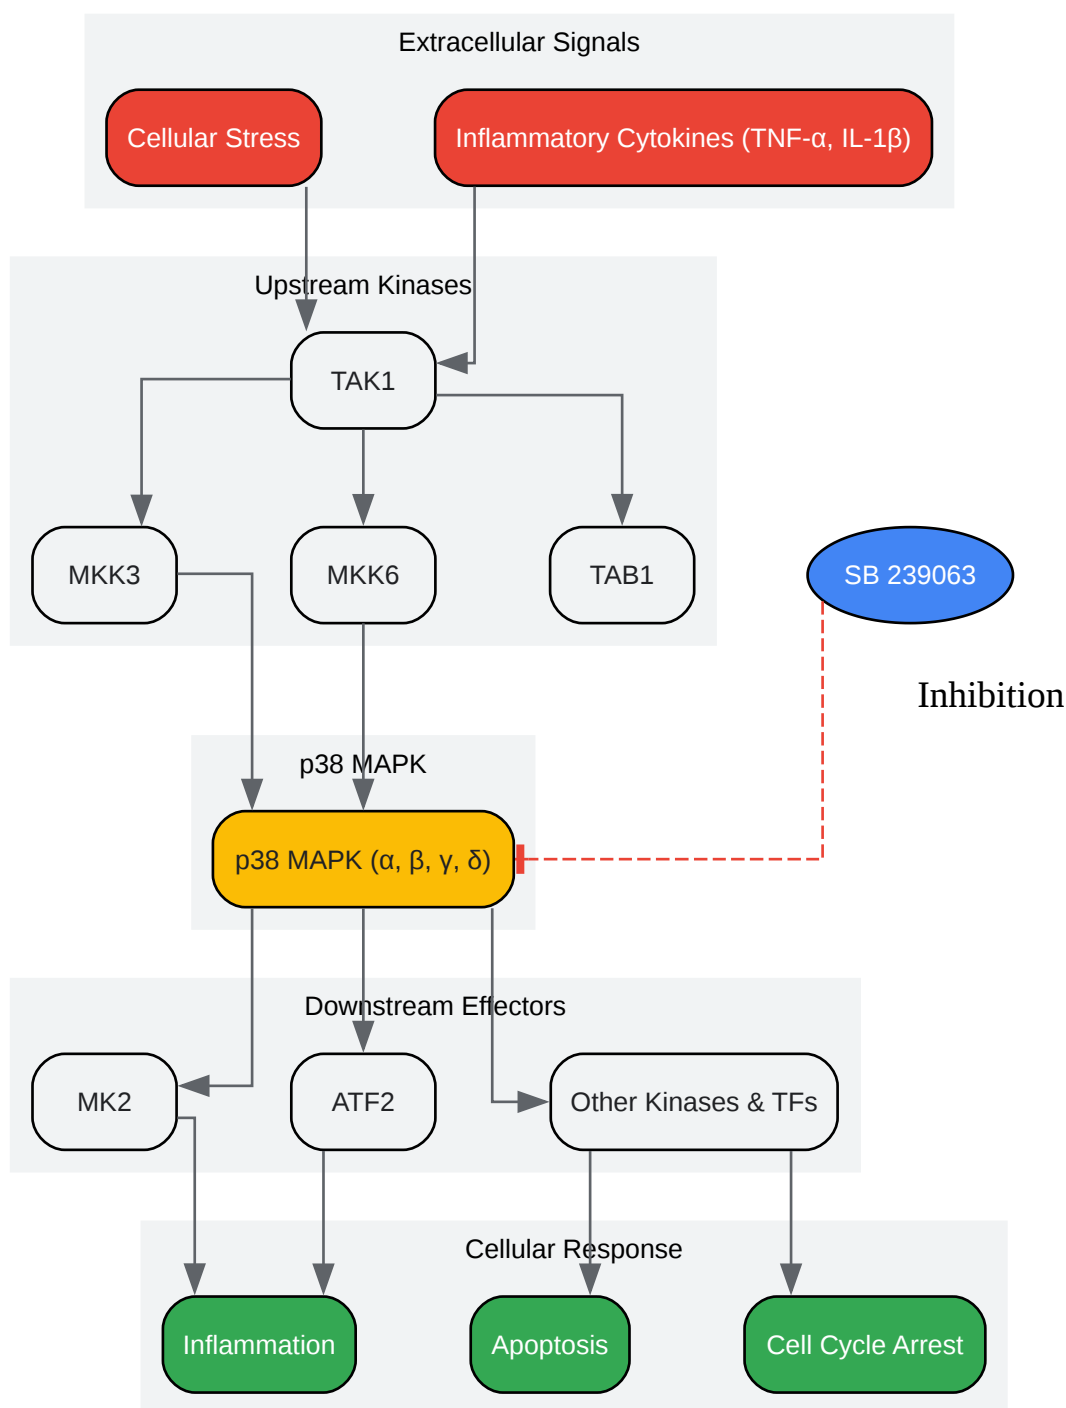 Extracellular Signals
Cellular Stress
Inflammatory Cytokines (TNF-α, IL-1β)
Upstream Kinases
TAK1
MKK3
MKK6
TAB1
SB 239063
Inhibition
p38 MAPK
p38 MAPK (α, β, γ, δ)
Downstream Effectors
MK2
ATF2
Other Kinases & TFs
Cellular Response
Inflammation
Apoptosis
Cell Cycle Arrest